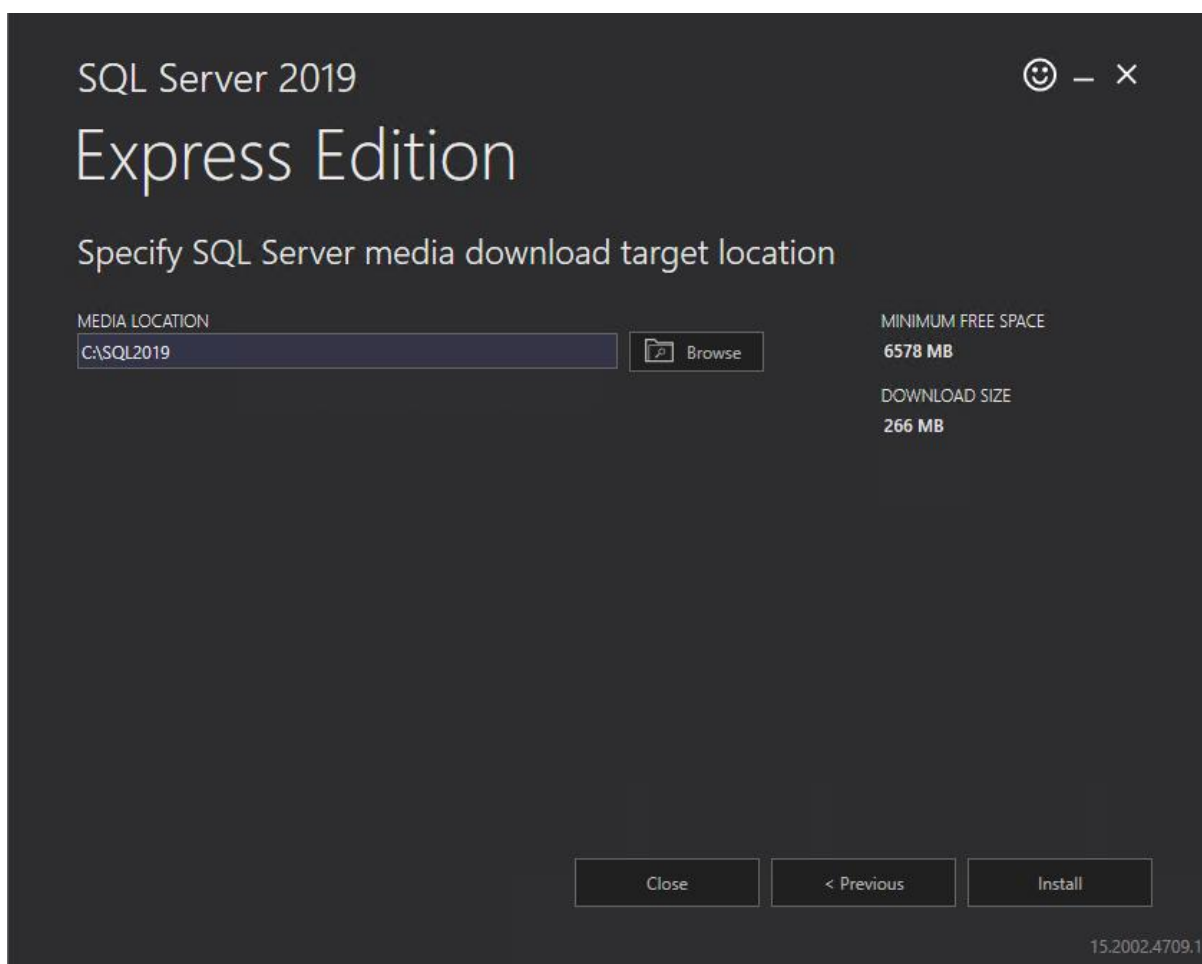 SQL Server 2019
Express Edition
Specify SQL Server media download target location
MEDIA LOCATION
C:\SQL2019
Browse
MINIMUM FREE SPACE
6578 MB
DOWNLOAD SIZE
266 MB
Close
< Previous
Install
15.2002.4709.1